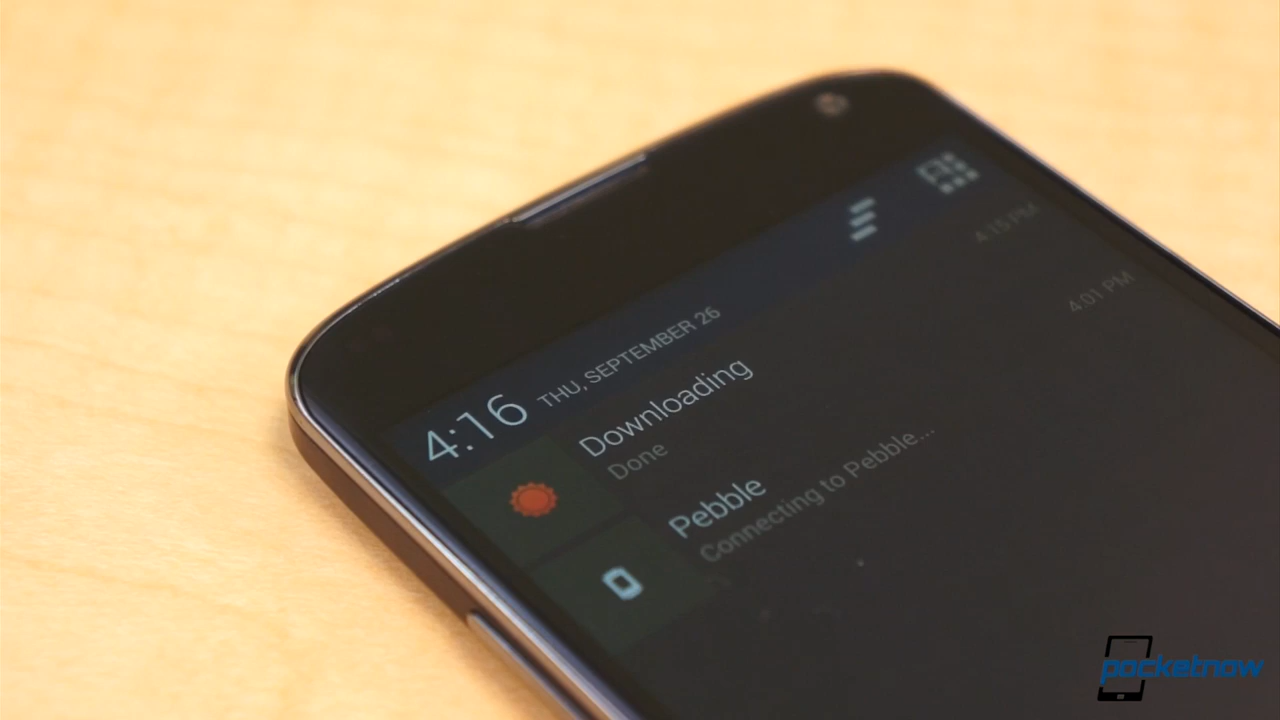 4:16 THU, SEPTEMBER 26
Downloading 4:15 PM
Done
Pebble 4:01 PM
Connecting to Pebble...
pocketnow